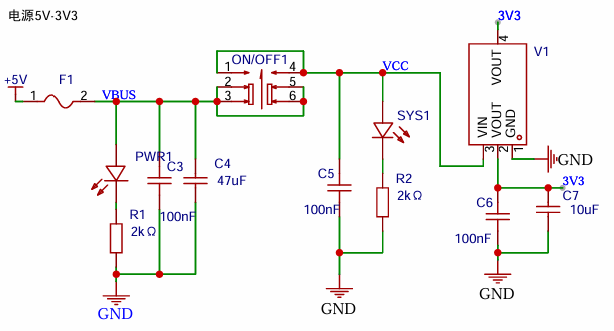 电源5V·3V3
+5V
1
F1
2
VBUS
PWR1
R1
2kΩ
C3
100nF
C4
47uF
GND
ON/OFF1
1
4
2
5
3
6
VCC
C5
100nF
SYS1
R2
2kΩ
GND
3V3
4
V1
VOUT
VIN
VOUT
GND
3
2
1
GND
3V3
C6
100nF
C7
10uF
GND